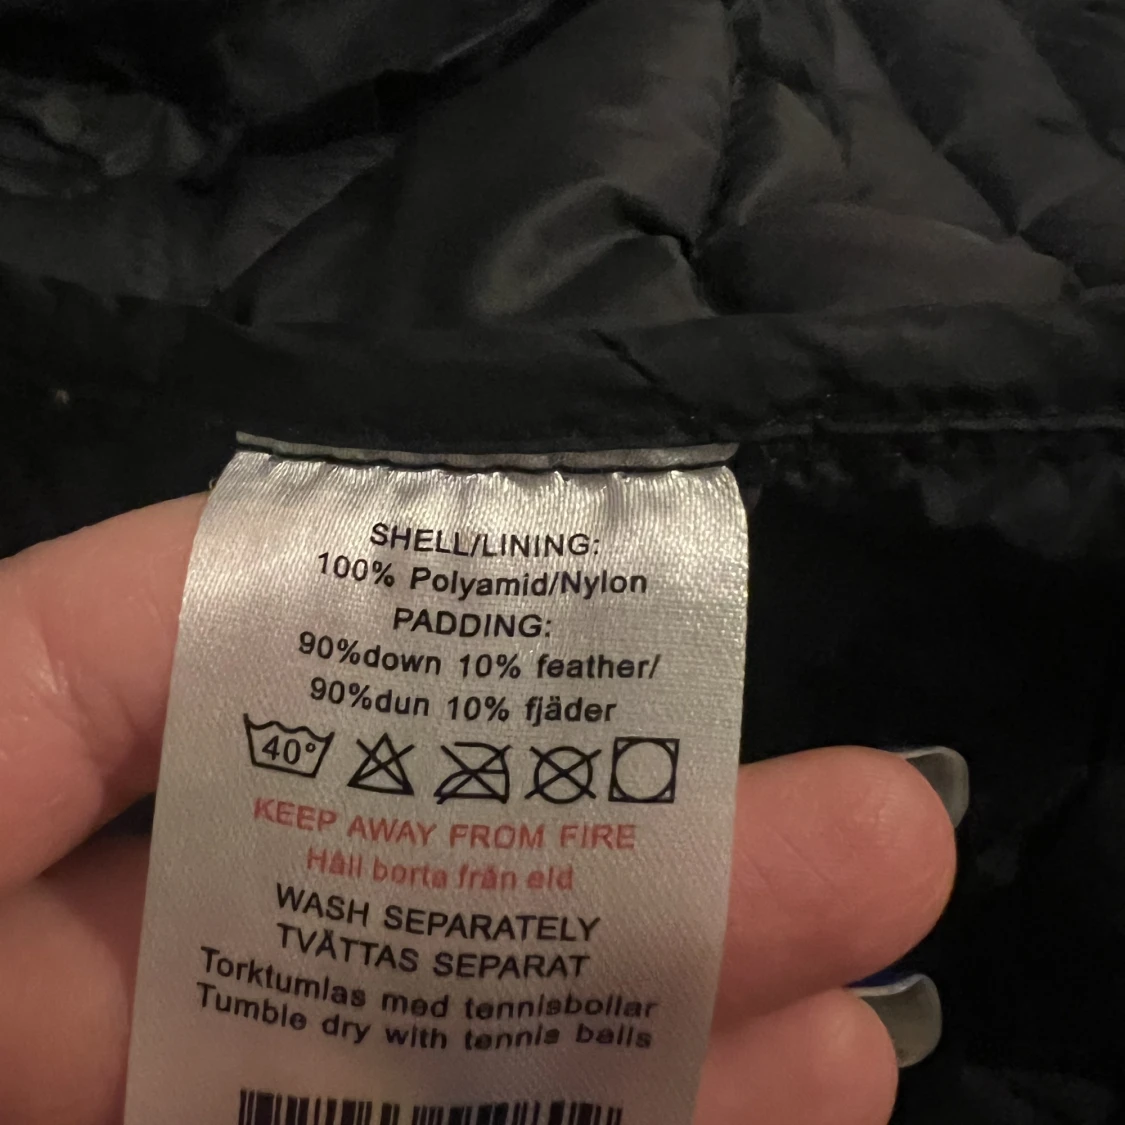 SHELL/LINING:
100% Polyamid/Nylon
PADDING:
90%down 10% feather/
90%dun 10% fjäder
40°
KEEP AWAY FROM FIRE
Håll borta från eld
WASH SEPARATELY
TVÄTTAS SEPARAT
Torktumlas med tennisbollar
Tumble dry with tennis balls